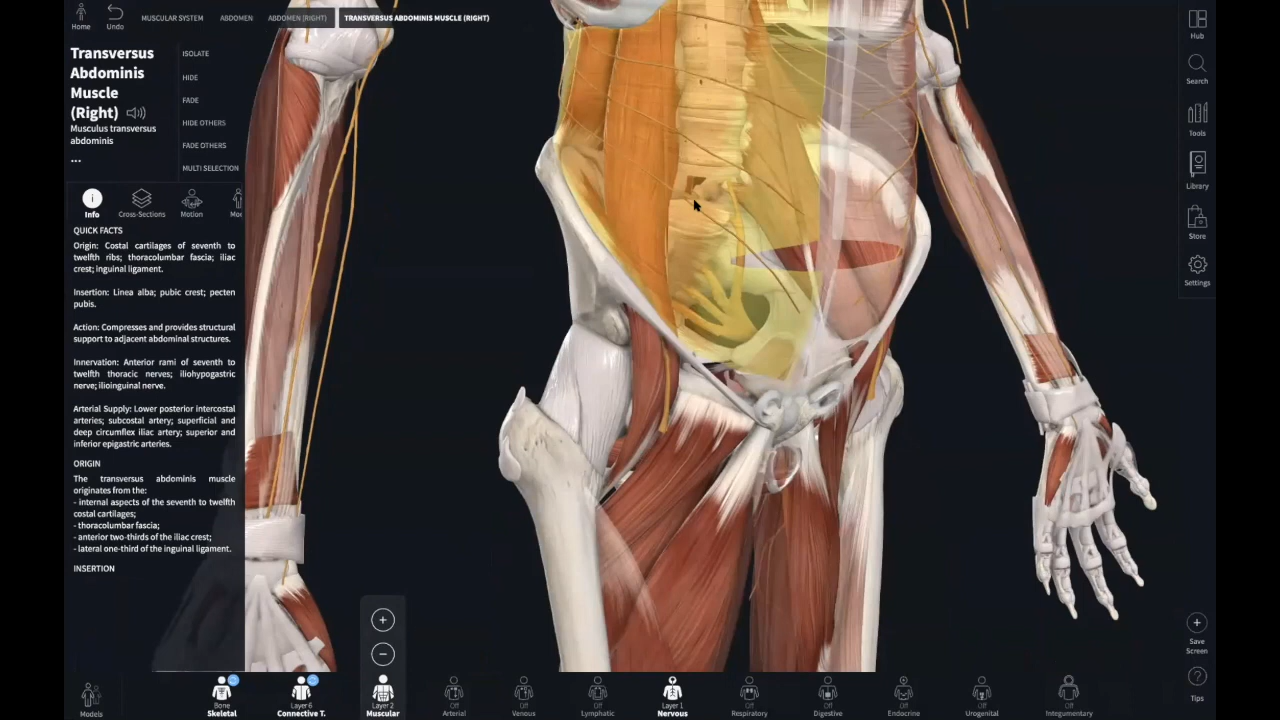 Home
Undo
MUSCULAR SYSTEM
ABDOMEN
ABDOMEN (RIGHT)
TRANSVERSUS ABDOMINIS MUSCLE (RIGHT)
Transversus
Abdominis
Muscle
(Right)
Musculus transversus
abdominis
...
ISOLATE
HIDE
FADE
HIDE OTHERS
FADE OTHERS
MULTI SELECTION
Info
Cross-Sections
Motion
QUICK FACTS
Origin: Costal cartilages of seventh to
twelfth ribs; thoracolumbar fascia; iliac
crest; inguinal ligament.
Insertion: Linea alba; pubic crest; pecten
pubis.
Action: Compresses and provides structural
support to adjacent abdominal structures.
Innervation: Anterior rami of seventh to
twelfth thoracic nerves; iliohypogastric
nerve; ilioinguinal nerve.
Arterial Supply: Lower posterior intercostal
arteries; subcostal artery; superficial and
deep circumflex iliac artery; superior and
inferior epigastric arteries.
ORIGIN
The transversus abdominis muscle
originates from the:
- internal aspects of the seventh to twelfth
costal cartilages;
- thoracolumbar fascia;
- anterior two-thirds of the iliac crest;
- lateral one-third of the inguinal ligament.
INSERTION
Hub
Search
Tools
Library
Store
Settings
Save
Screen
Tips
Models
Bone
Skeletal
Layer 6
Connective T.
Layer 2
Muscular
Off
Arterial
Off
Venous
Off
Lymphatic
Layer 1
Nervous
Off
Respiratory
Off
Digestive
Off
Endocrine
Off
Urogenital
Off
Integumentary